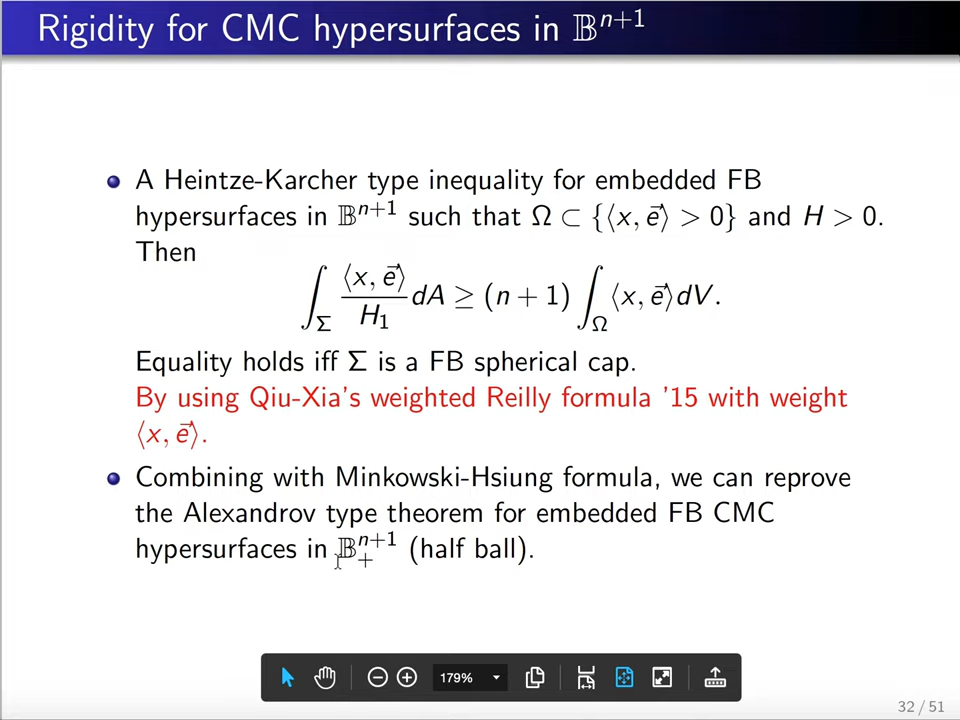 Rigidity for CMC hypersurfaces in 𝔹ⁿ⁺¹
A Heintze-Karcher type inequality for embedded FB
hypersurfaces in 𝔹ⁿ⁺¹ such that Ω ⊂ {⟨x, e⃗⟩ > 0} and H > 0.
Then
∫_Σ ⟨x, e⃗⟩/H₁ dA ≥ (n + 1) ∫_Ω ⟨x, e⃗⟩dV.
Equality holds iff Σ is a FB spherical cap.
By using Qiu-Xia's weighted Reilly formula '15 with weight
⟨x, e⃗⟩.
Combining with Minkowski-Hsiung formula, we can reprove
the Alexandrov type theorem for embedded FB CMC
hypersurfaces in 𝔹₊ⁿ⁺¹ (half ball).
179%
32 / 51